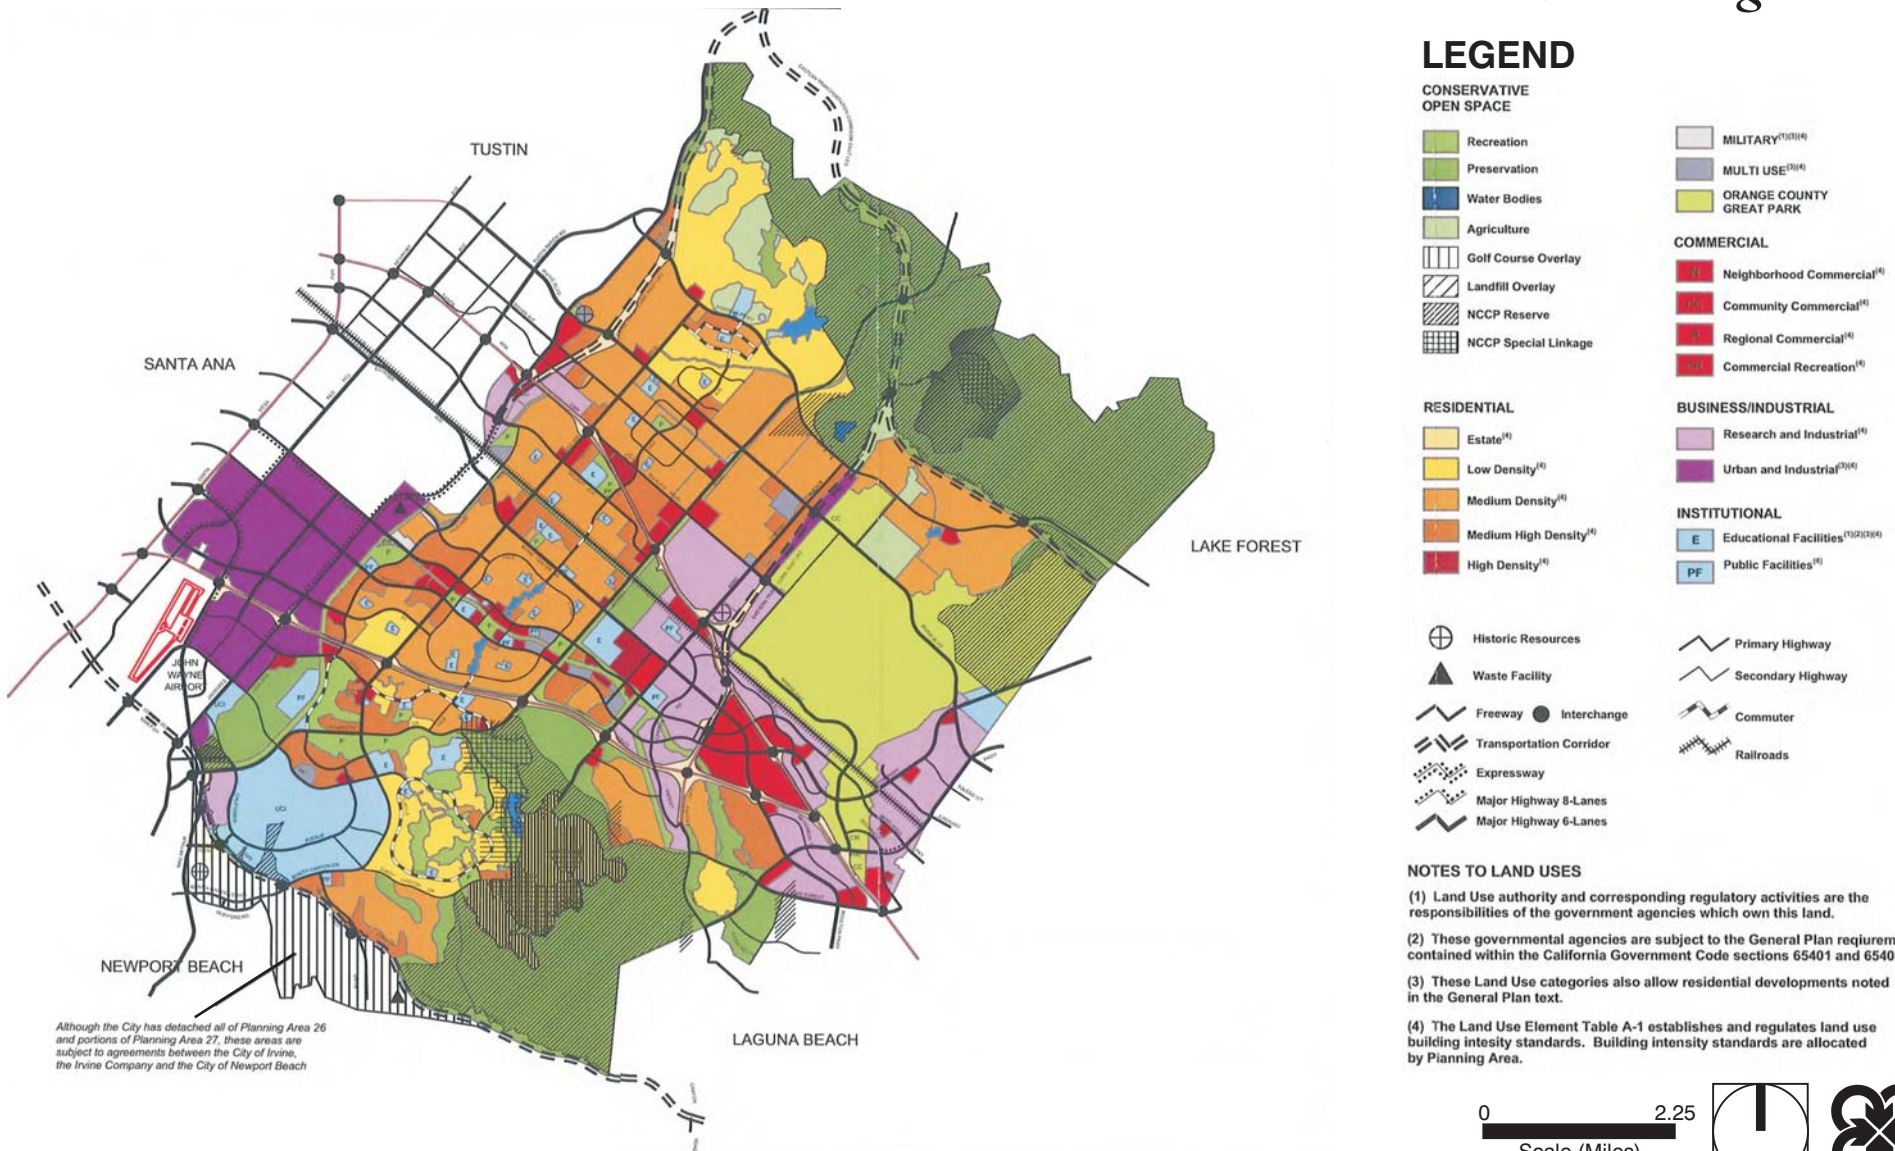 TUSTIN
SANTA ANA
LAKE FOREST
JOHN
WAYNE
AIRPORT
NEWPORT BEACH
LAGUNA BEACH
UCI
UCI
Although the City has detached all of Planning Area 26
and portions of Planning Area 27, these areas are
subject to agreements between the City of Irvine,
the Irvine Company and the City of Newport Beach
LEGEND
CONSERVATIVE
OPEN SPACE
Recreation
Preservation
Water Bodies
Agriculture
Golf Course Overlay
Landfill Overlay
NCCP Reserve
NCCP Special Linkage
RESIDENTIAL
Estate(4)
Low Density(4)
Medium Density(4)
Medium High Density(4)
High Density(4)
MILITARY(1)(3)(4)
MULTI USE(3)(4)
ORANGE COUNTY
GREAT PARK
COMMERCIAL
Neighborhood Commercial(4)
Community Commercial(4)
Regional Commercial(4)
Commercial Recreation(4)
BUSINESS/INDUSTRIAL
Research and Industrial(4)
Urban and Industrial(3)(4)
INSTITUTIONAL
E Educational Facilities(1)(2)(3)(4)
PF Public Facilities(4)
Historic Resources
Waste Facility
Freeway Interchange
Transportation Corridor
Expressway
Major Highway 8-Lanes
Major Highway 6-Lanes
Primary Highway
Secondary Highway
Commuter
Railroads
NOTES TO LAND USES
(1) Land Use authority and corresponding regulatory activities are the
responsibilities of the government agencies which own this land.
(2) These governmental agencies are subject to the General Plan reqiurem
contained within the California Government Code sections 65401 and 6540
(3) These Land Use categories also allow residential developments noted
in the General Plan text.
(4) The Land Use Element Table A-1 establishes and regulates land use
building intesity standards. Building intensity standards are allocated
by Planning Area.
0 2.25
Scale (Miles)